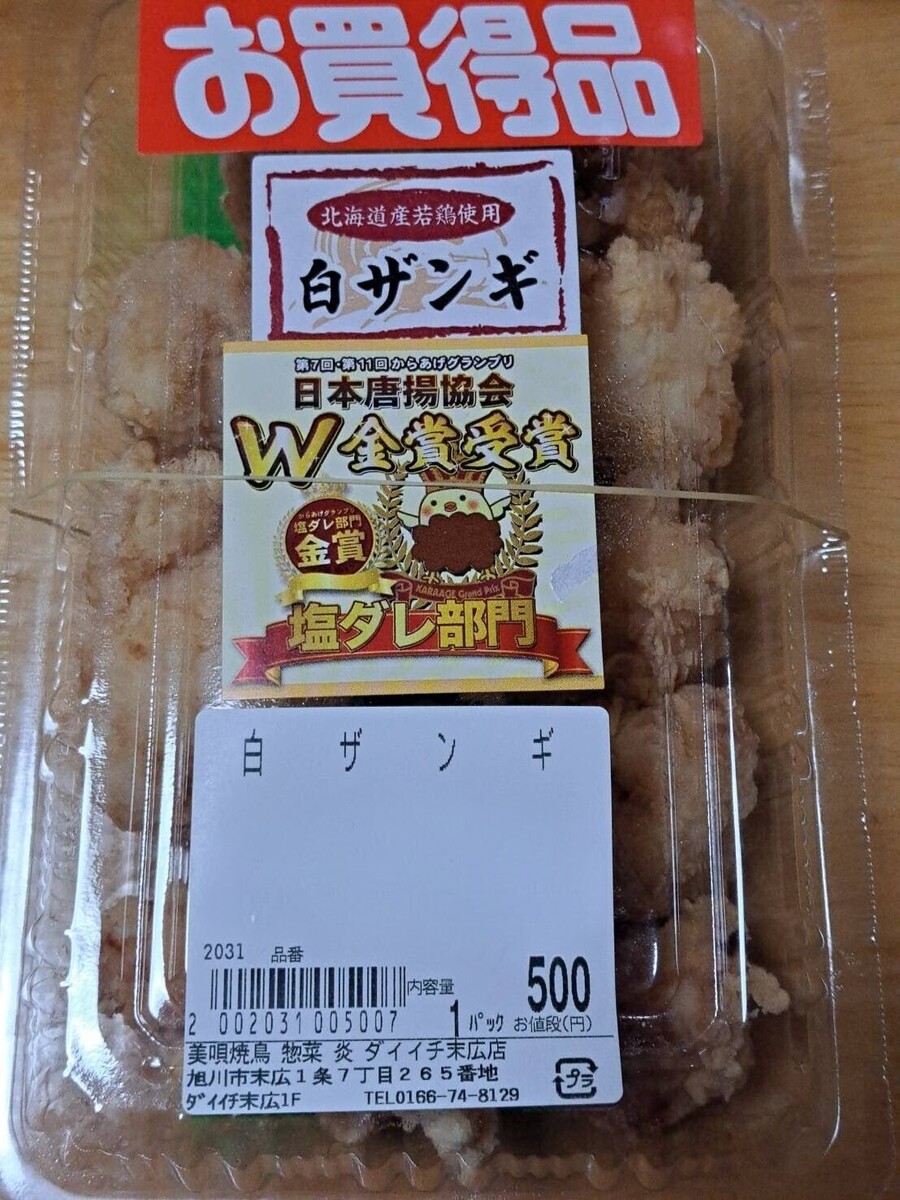 お買得品
北海道産若鶏使用
白ザンギ
第7回・第11回からあげグランプリ
日本唐揚協会
W金賞受賞
からあげグランプリ
塩ダレ部門
金賞
KARAAGE Grand Prix
塩ダレ部門
白ザンギ
2031 品番
内容量 500
2 002031 005007 1パック お値段(円)
美唄焼鳥 惣菜 炎 ダイイチ末広店
旭川市末広1条7丁目265番地
ダイイチ末広1F TEL0166-74-8129
プラ